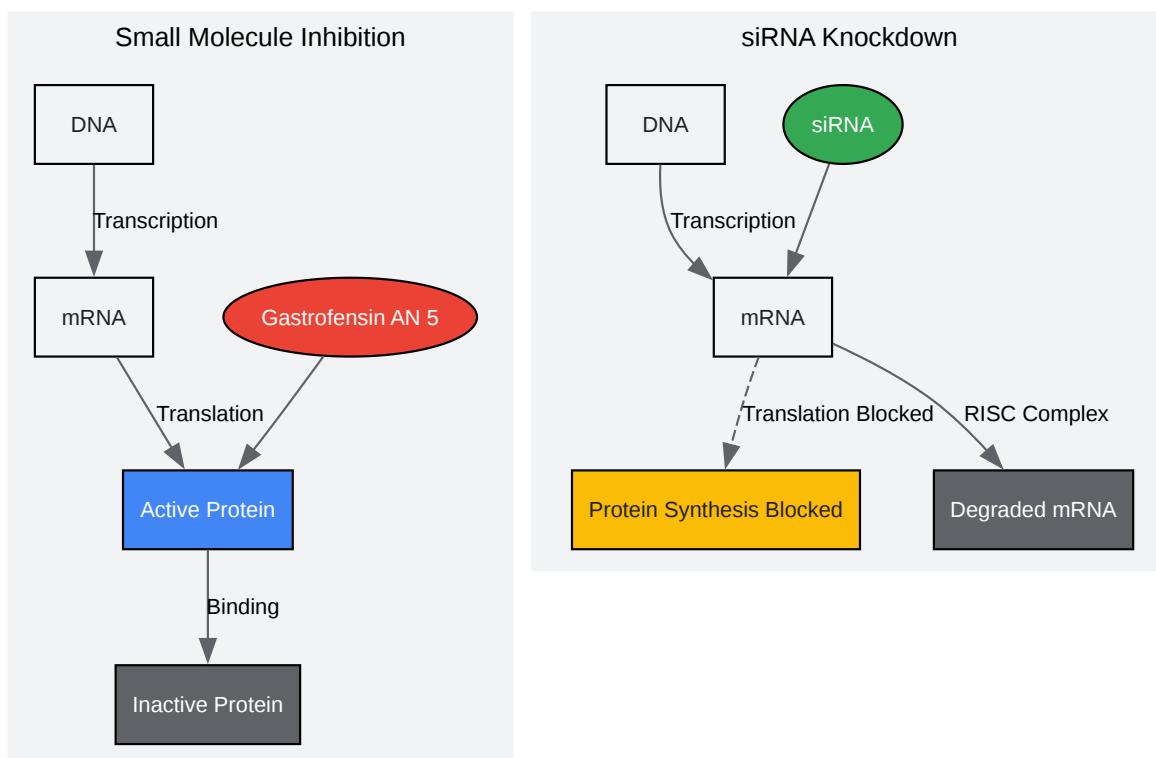 Small Molecule Inhibition
DNA
Transcription
mRNA
Gastrofensin AN 5
Translation
Active Protein
Binding
Inactive Protein
siRNA Knockdown
DNA
siRNA
Transcription
mRNA
Translation Blocked
RISC Complex
Protein Synthesis Blocked
Degraded mRNA